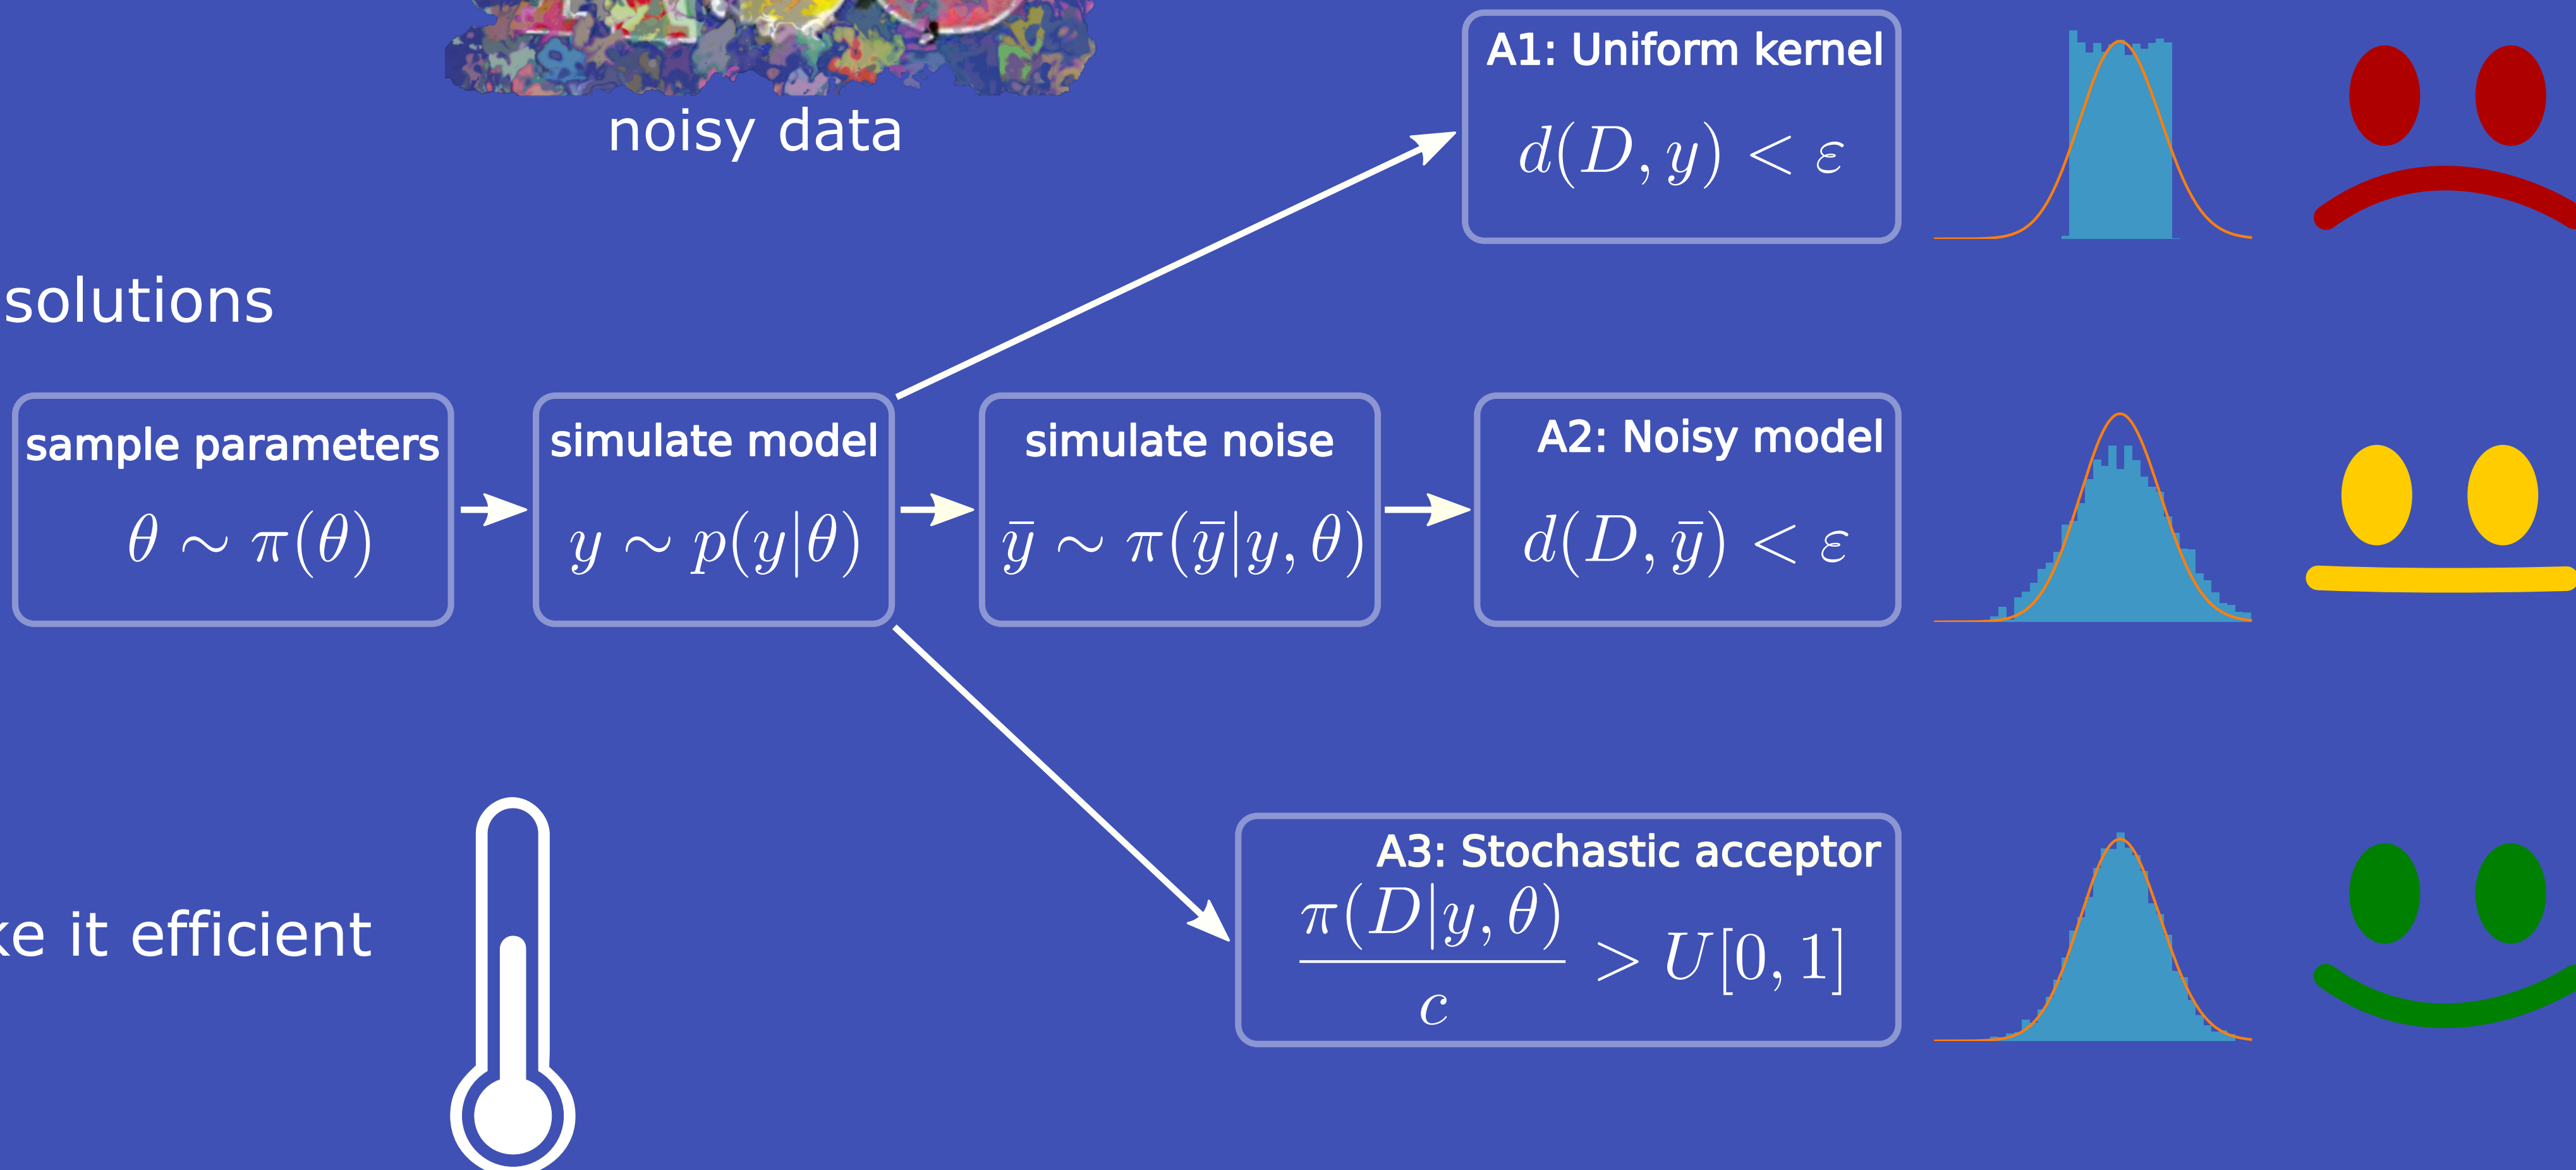 noisy data
solutions
A1: Uniform kernel
d(D, y) < ε
sample parameters
θ ∼ π(θ)
simulate model
y ∼ p(y|θ)
simulate noise
ȳ ∼ π(ȳ|y, θ)
A2: Noisy model
d(D, ȳ) < ε
A3: Stochastic acceptor
π(D|y, θ)
c
> U[0, 1]
ke it efficient